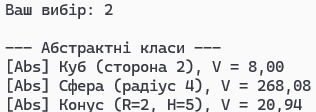 Ваш вибір: 2
--- Абстрактні класи ---
[Abs] Куб (сторона 2), V = 8,00
[Abs] Сфера (радіус 4), V = 268,08
[Abs] Конус (R=2, H=5), V = 20,94